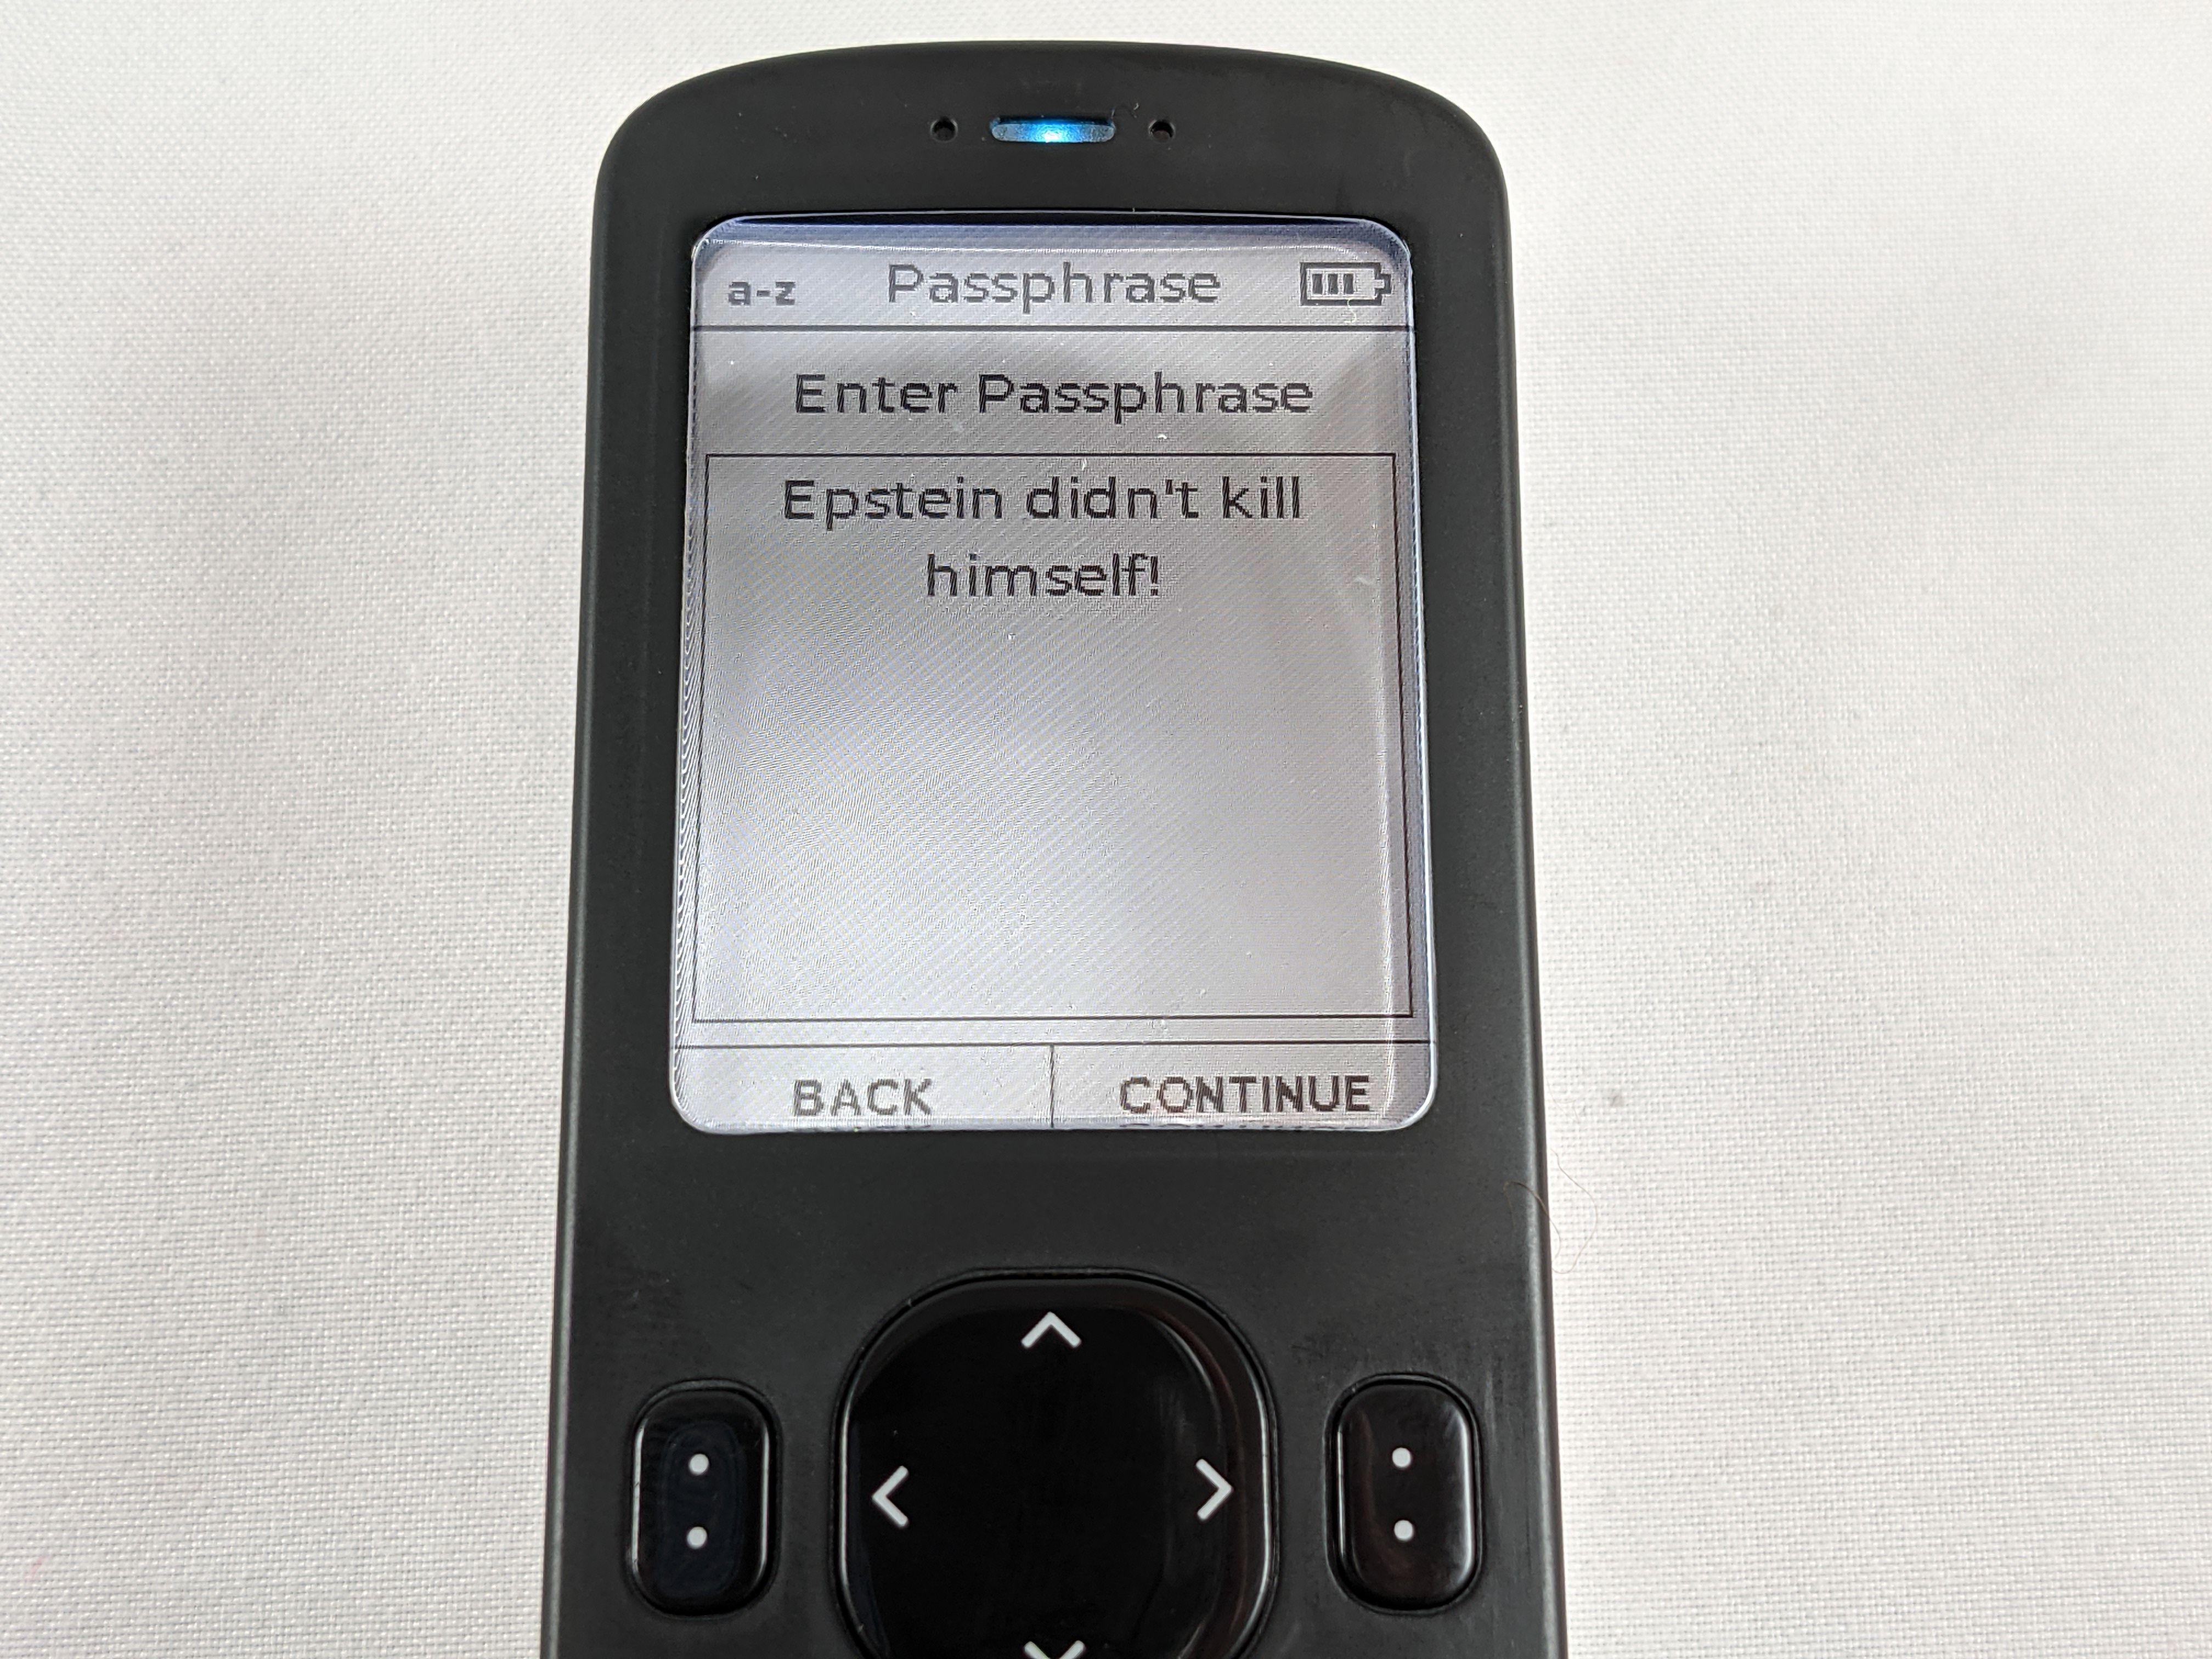 a-z Passphrase
Enter Passphrase
Epstein didn't kill
himself!
BACK CONTINUE